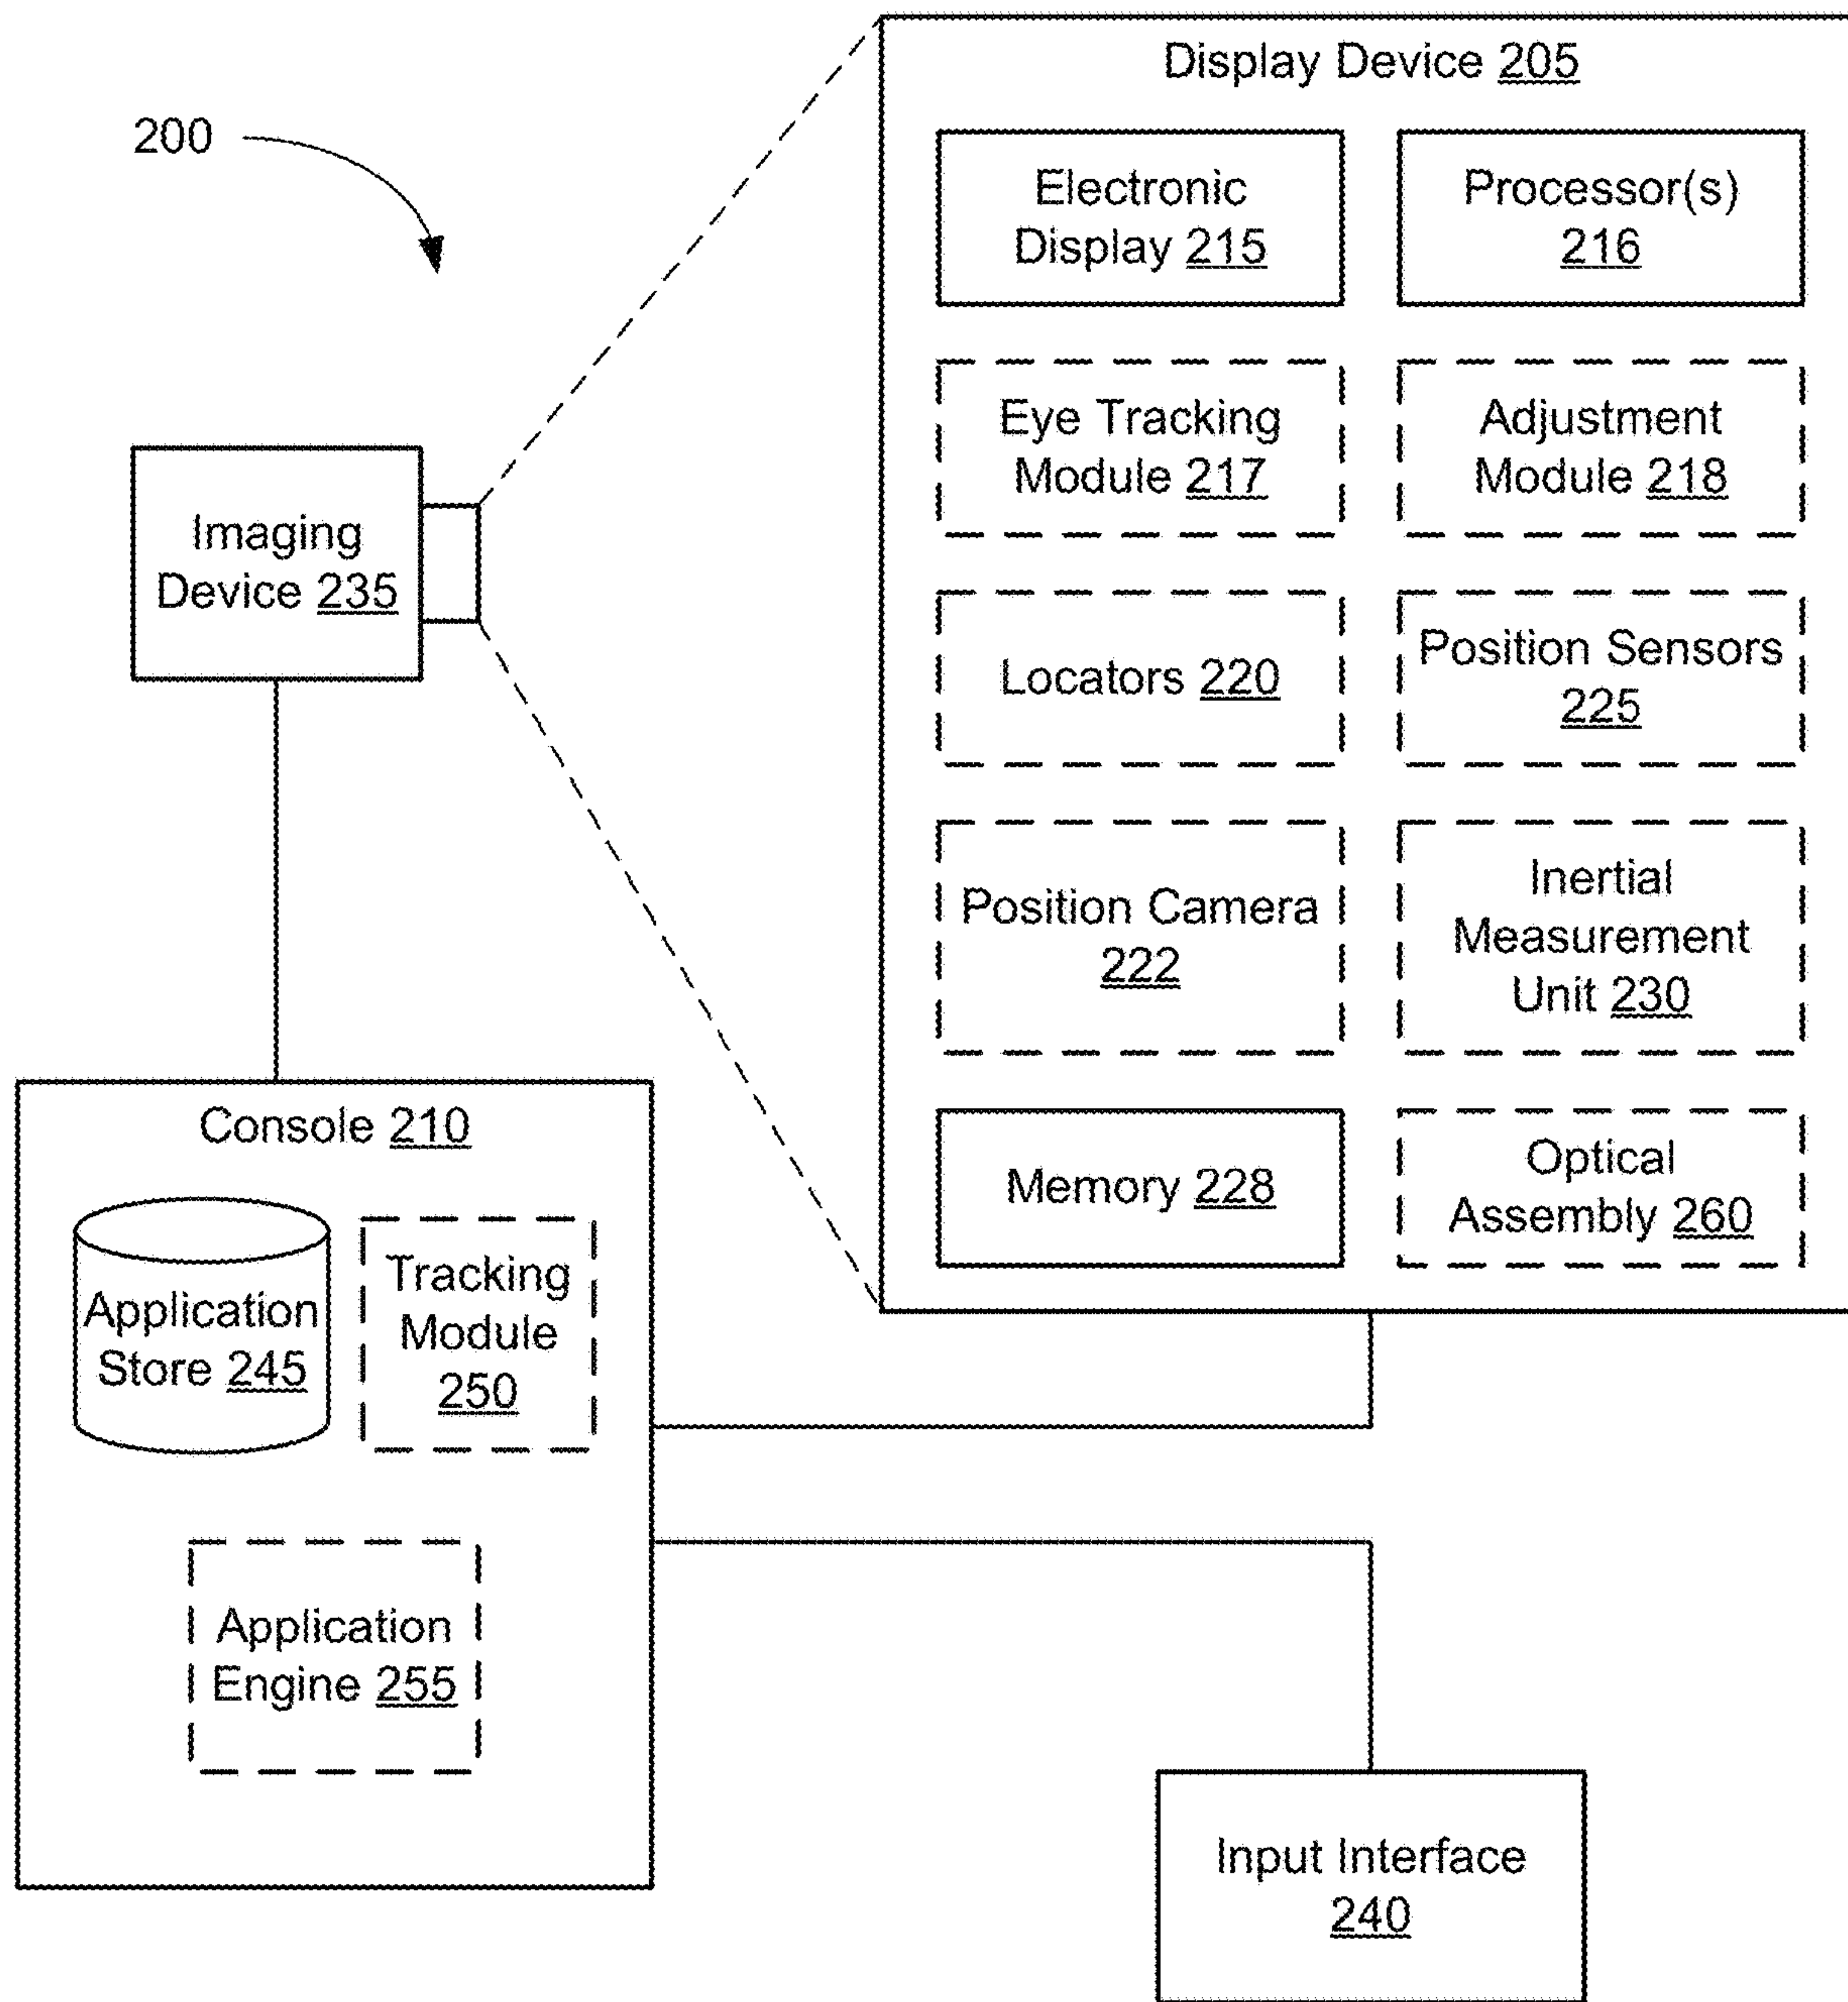 200
Display Device 205
Electronic
Display 215
Processor(s)
216
Eye Tracking
Module 217
Adjustment
Module 218
Imaging
Device 235
Locators 220
Position Sensors
225
Position Camera
222
Inertial
Measurement
Unit 230
Memory 228
Optical
Assembly 260
Console 210
Application
Store 245
Tracking
Module
250
Application
Engine 255
Input Interface
240